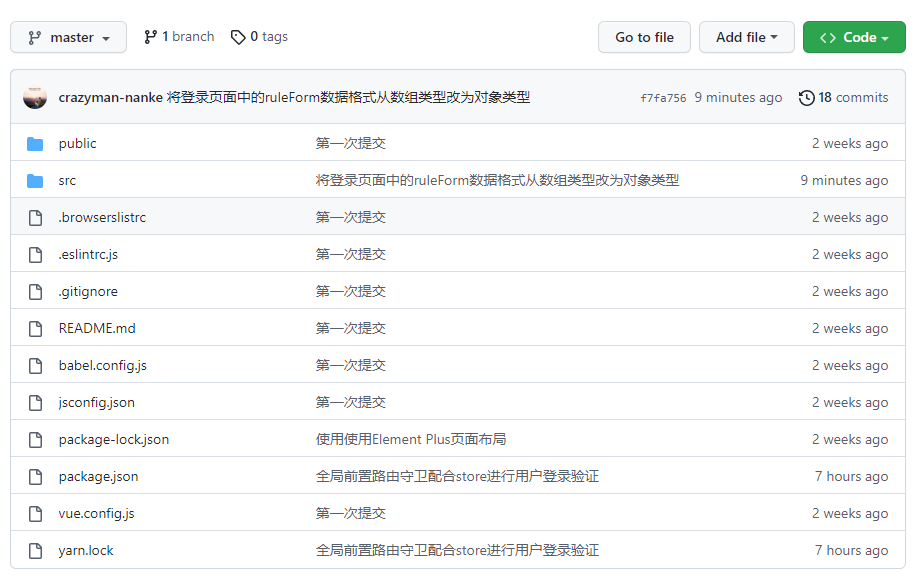 master 1 branch 0 tags Go to file Add file Code
crazyman-nanke 将登录页面中的ruleForm数据格式从数组类型改为对象类型 f7fa756 9 minutes ago 18 commits
public 第一次提交 2 weeks ago
src 将登录页面中的ruleForm数据格式从数组类型改为对象类型 9 minutes ago
.browserslistrc 第一次提交 2 weeks ago
.eslintrc.js 第一次提交 2 weeks ago
.gitignore 第一次提交 2 weeks ago
README.md 第一次提交 2 weeks ago
babel.config.js 第一次提交 2 weeks ago
jsconfig.json 第一次提交 2 weeks ago
package-lock.json 使用使用Element Plus页面布局 2 weeks ago
package.json 全局前置路由守卫配合store进行用户登录验证 7 hours ago
vue.config.js 第一次提交 2 weeks ago
yarn.lock 全局前置路由守卫配合store进行用户登录验证 7 hours ago